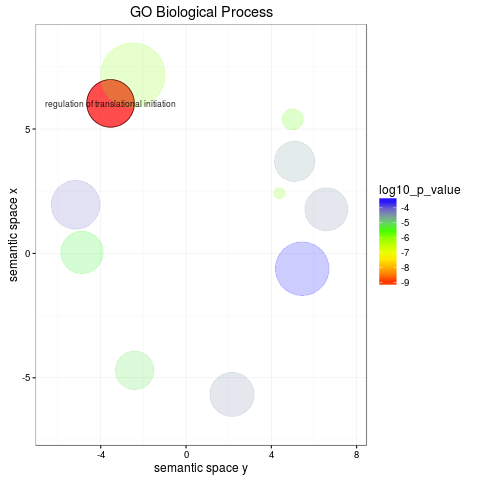 GO Biological Process
regulation of translational initiation
5
0
-5
-4
0
4
8
semantic space x
semantic space y
log10_p_value
-4
-5
-6
-7
-8
-9